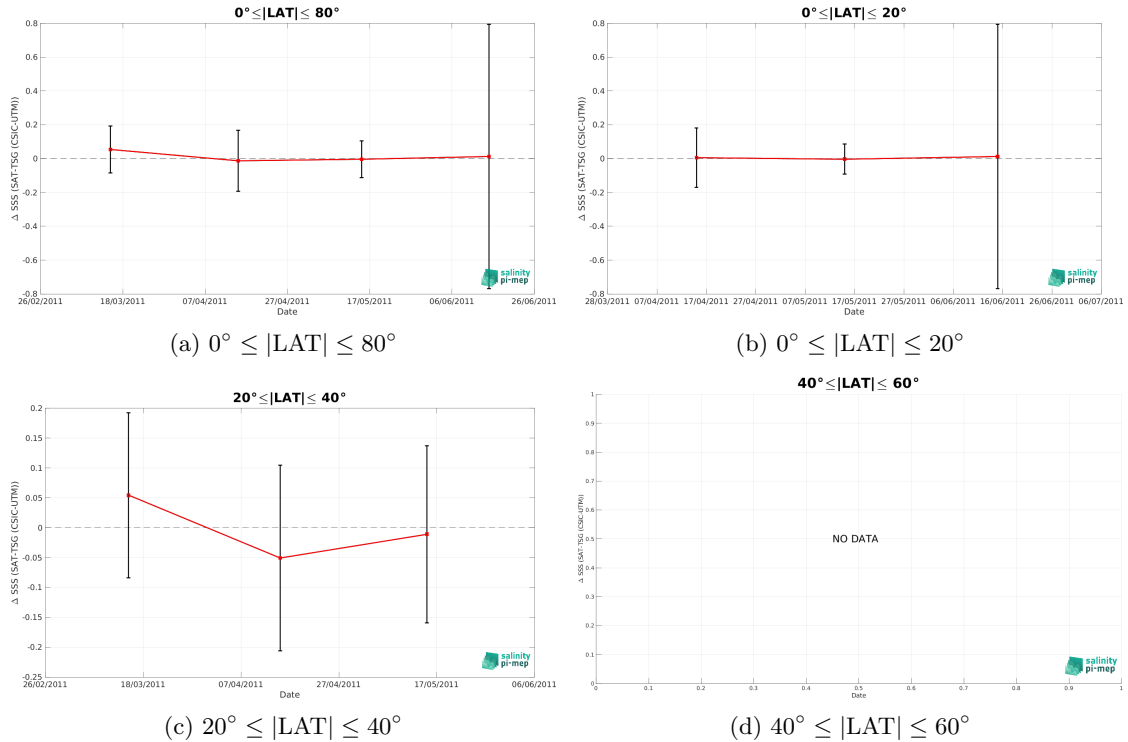 0°≤|LAT|≤ 80°
0.8
0.6
0.4
0.2
0
-0.2
-0.4
-0.6
-0.8
Δ SSS (SAT-TSG (CSIC-UTM))
26/02/2011 18/03/2011 07/04/2011 27/04/2011 17/05/2011 06/06/2011 26/06/2011
Date
salinity
pi-mep
(a) 0° ≤ |LAT| ≤ 80°
0°≤|LAT|≤ 20°
0.8
0.6
0.4
0.2
0
-0.2
-0.4
-0.6
-0.8
Δ SSS (SAT-TSG (CSIC-UTM))
28/03/2011 07/04/2011 17/04/2011 27/04/2011 07/05/2011 17/05/2011 27/05/2011 06/06/2011 16/06/2011 26/06/2011 06/07/2011
Date
salinity
pi-mep
(b) 0° ≤ |LAT| ≤ 20°
20°≤|LAT|≤ 40°
0.2
0.15
0.1
0.05
0
-0.05
-0.1
-0.15
-0.2
-0.25
Δ SSS (SAT-TSG (CSIC-UTM))
26/02/2011 18/03/2011 07/04/2011 27/04/2011 17/05/2011 06/06/2011
Date
salinity
pi-mep
(c) 20° ≤ |LAT| ≤ 40°
40°≤|LAT|≤ 60°
1
0.9
0.8
0.7
0.6
0.5
0.4
0.3
0.2
0.1
0
Δ SSS (SAT-TSG (CSIC-UTM))
NO DATA
0 0.1 0.2 0.3 0.4 0.5 0.6 0.7 0.8 0.9 1
Date
salinity
pi-mep
(d) 40° ≤ |LAT| ≤ 60°